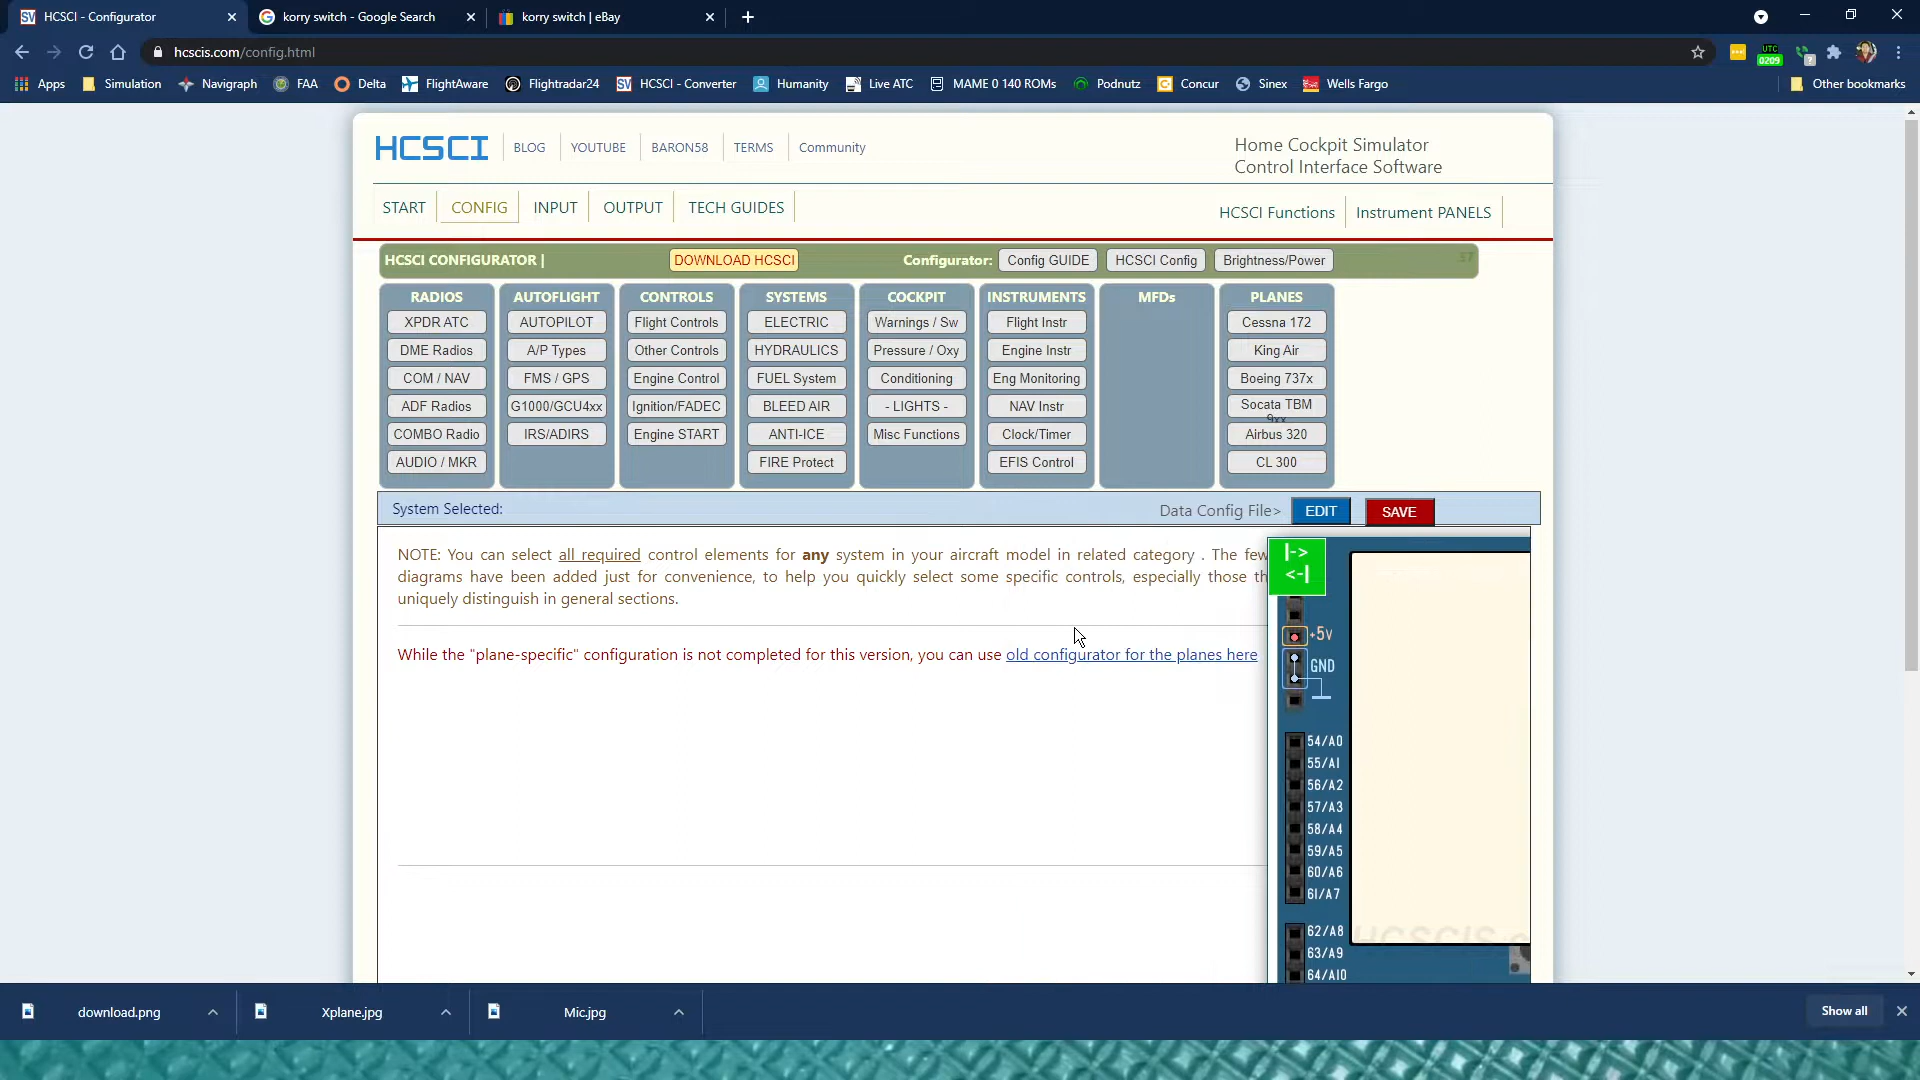 HCSCI - Configurator
korry switch - Google Search
korry switch | eBay
hcscis.com/config.html
UTC
0209
Apps
Simulation
Navigraph
FAA
Delta
FlightAware
Flightradar24
HCSCI - Converter
Humanity
Live ATC
MAME 0 140 ROMs
Podnutz
Concur
Sinex
Wells Fargo
Other bookmarks
HCSCI
BLOG
YOUTUBE
BARON58
TERMS
Community
Home Cockpit Simulator
Control Interface Software
START
CONFIG
INPUT
OUTPUT
TECH GUIDES
HCSCI Functions
Instrument PANELS
HCSCI CONFIGURATOR |
DOWNLOAD HCSCI
Configurator:
Config GUIDE
HCSCI Config
Brightness/Power
37
RADIOS
XPDR ATC
DME Radios
COM / NAV
ADF Radios
COMBO Radio
AUDIO / MKR
AUTOFLIGHT
AUTOPILOT
A/P Types
FMS / GPS
G1000/GCU4xx
IRS/ADIRS
CONTROLS
Flight Controls
Other Controls
Engine Control
Ignition/FADEC
Engine START
SYSTEMS
ELECTRIC
HYDRAULICS
FUEL System
BLEED AIR
ANTI-ICE
FIRE Protect
COCKPIT
Warnings / Sw
Pressure / Oxy
Conditioning
- LIGHTS -
Misc Functions
INSTRUMENTS
Flight Instr
Engine Instr
Eng Monitoring
NAV Instr
Clock/Timer
EFIS Control
MFDs
PLANES
Cessna 172
King Air
Boeing 737x
Socata TBM
9xx
Airbus 320
CL 300
System Selected:
Data Config File>
EDIT
SAVE
NOTE: You can select all required control elements for any system in your aircraft model in related category . The few
diagrams have been added just for convenience, to help you quickly select some specific controls, especially those th
uniquely distinguish in general sections.
While the "plane-specific" configuration is not completed for this version, you can use old configurator for the planes here
|->
<-|
+5V
GND
54/A0
55/A1
56/A2
57/A3
58/A4
59/A5
60/A6
61/A7
62/A8
63/A9
64/A10
HCSCIS.c
download.png
Xplane.jpg
Mic.jpg
Show all